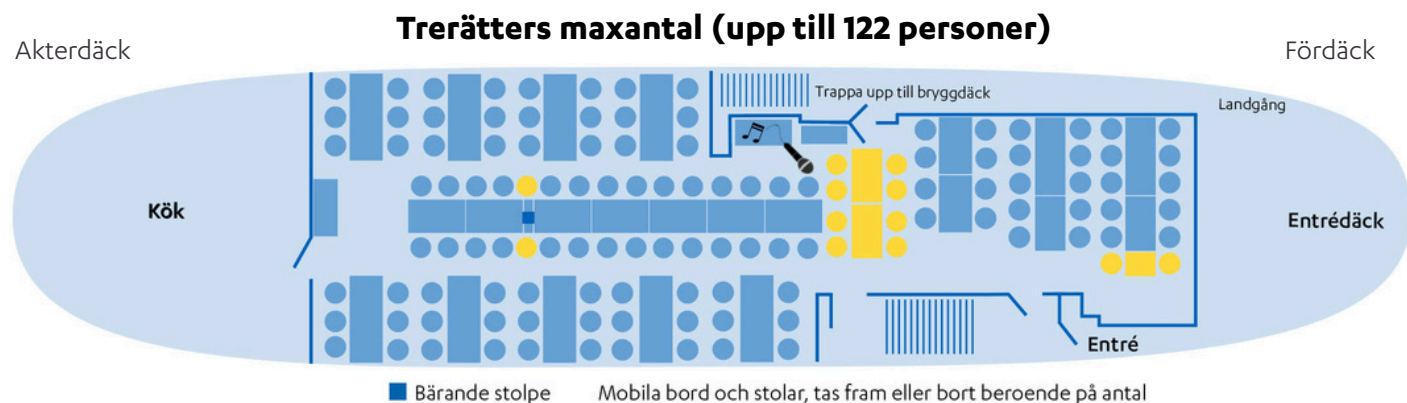 Trerätters maxantal (upp till 122 personer)
Akterdäck
Fördäck
Trappa upp till bryggdäck
Landgång
Kök
Entrédäck
Entré
Bärande stolpe
Mobila bord och stolar, tas fram eller bort beroende på antal